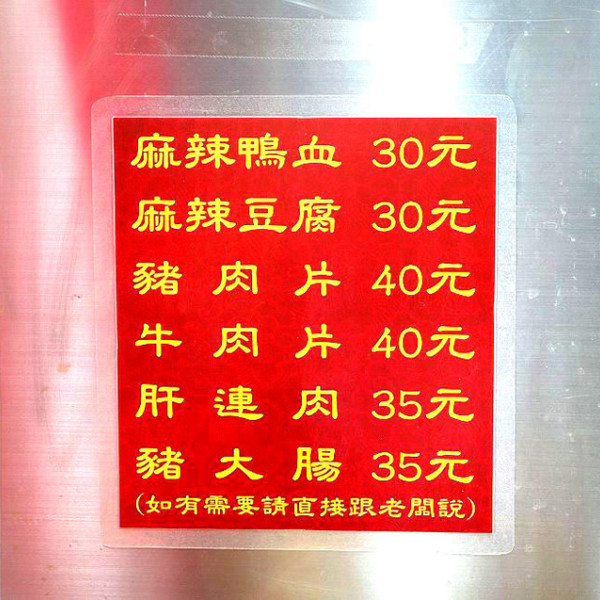 麻辣鴨血 30元
麻辣豆腐 30元
豬肉片 40元
牛肉片 40元
肝連肉 35元
豬大腸 35元
(如有需要請直接跟老闆說)